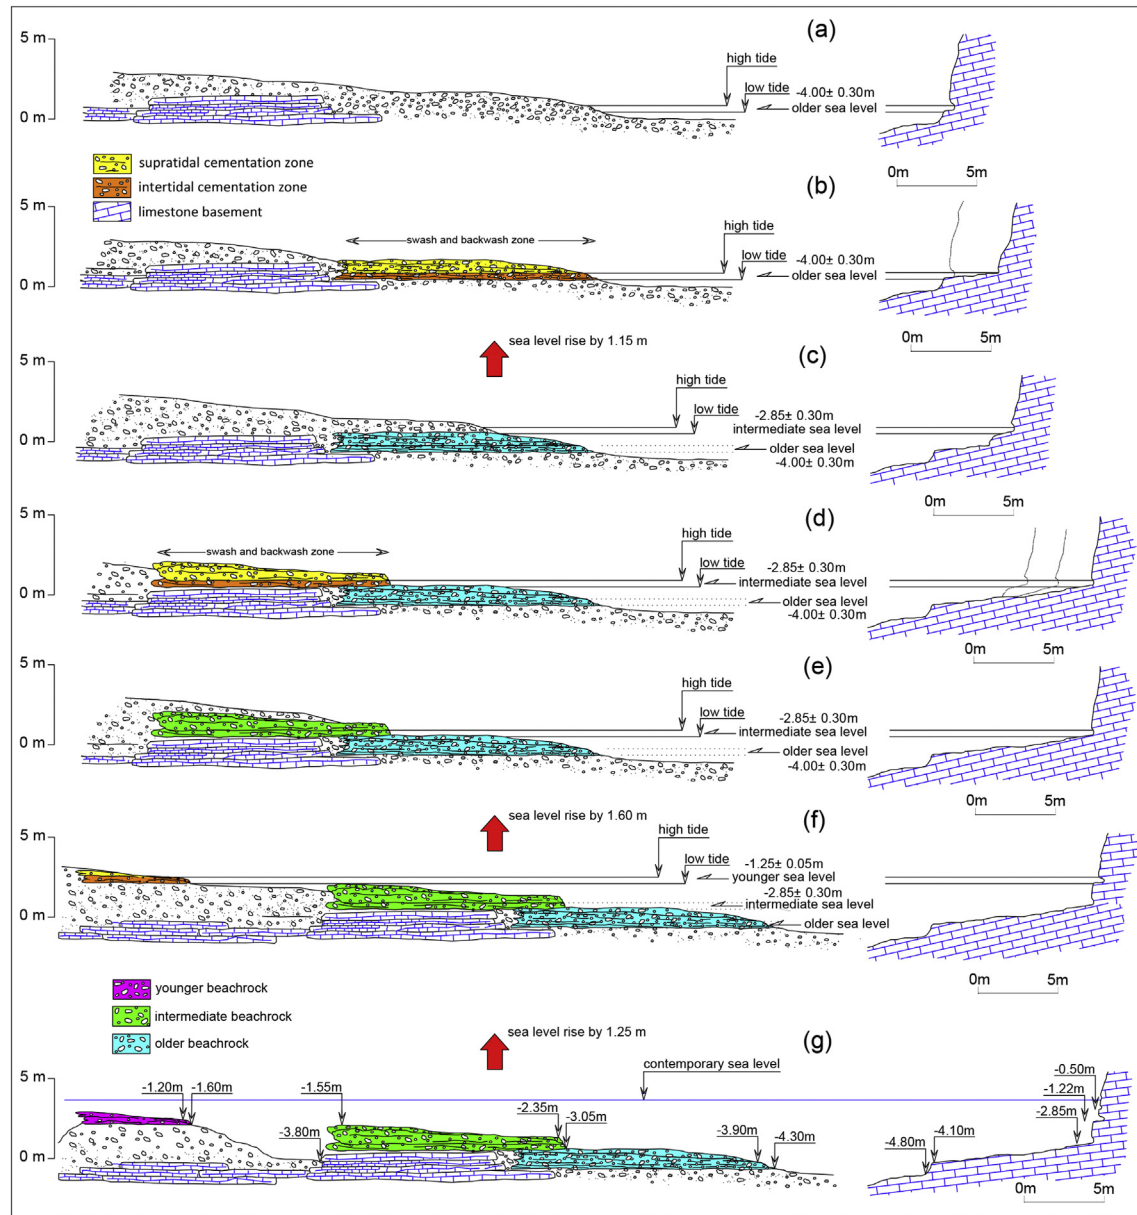 (a)
5 m
high tide
low tide
-4.00± 0.30m
older sea level
0 m
supratidal cementation zone
intertidal cementation zone
limestone basement
0m 5m
(b)
5 m
high tide
swash and backwash zone
low tide
-4.00± 0.30m
older sea level
0 m
0m 5m
sea level rise by 1.15 m
(c)
5 m
high tide
low tide
-2.85± 0.30m
intermediate sea level
0 m
older sea level
-4.00± 0.30m
0m 5m
(d)
5 m
high tide
swash and backwash zone
low tide
-2.85± 0.30m
intermediate sea level
0 m
older sea level
-4.00± 0.30m
0m 5m
(e)
5 m
high tide
low tide
-2.85± 0.30m
intermediate sea level
0 m
older sea level
-4.00± 0.30m
0m 5m
sea level rise by 1.60 m
(f)
5 m
high tide
low tide
-1.25± 0.05m
younger sea level
-2.85± 0.30m
intermediate sea level
0 m
older sea level
0m 5m
younger beachrock
intermediate beachrock
older beachrock
sea level rise by 1.25 m
(g)
5 m
contemporary sea level
-0.50m
-1.20m
-1.60m
-1.55m
-1.22m
-2.35m
-3.05m
-2.85m
-3.80m
-3.90m
-4.30m
-4.80m
-4.10m
0 m
0m 5m